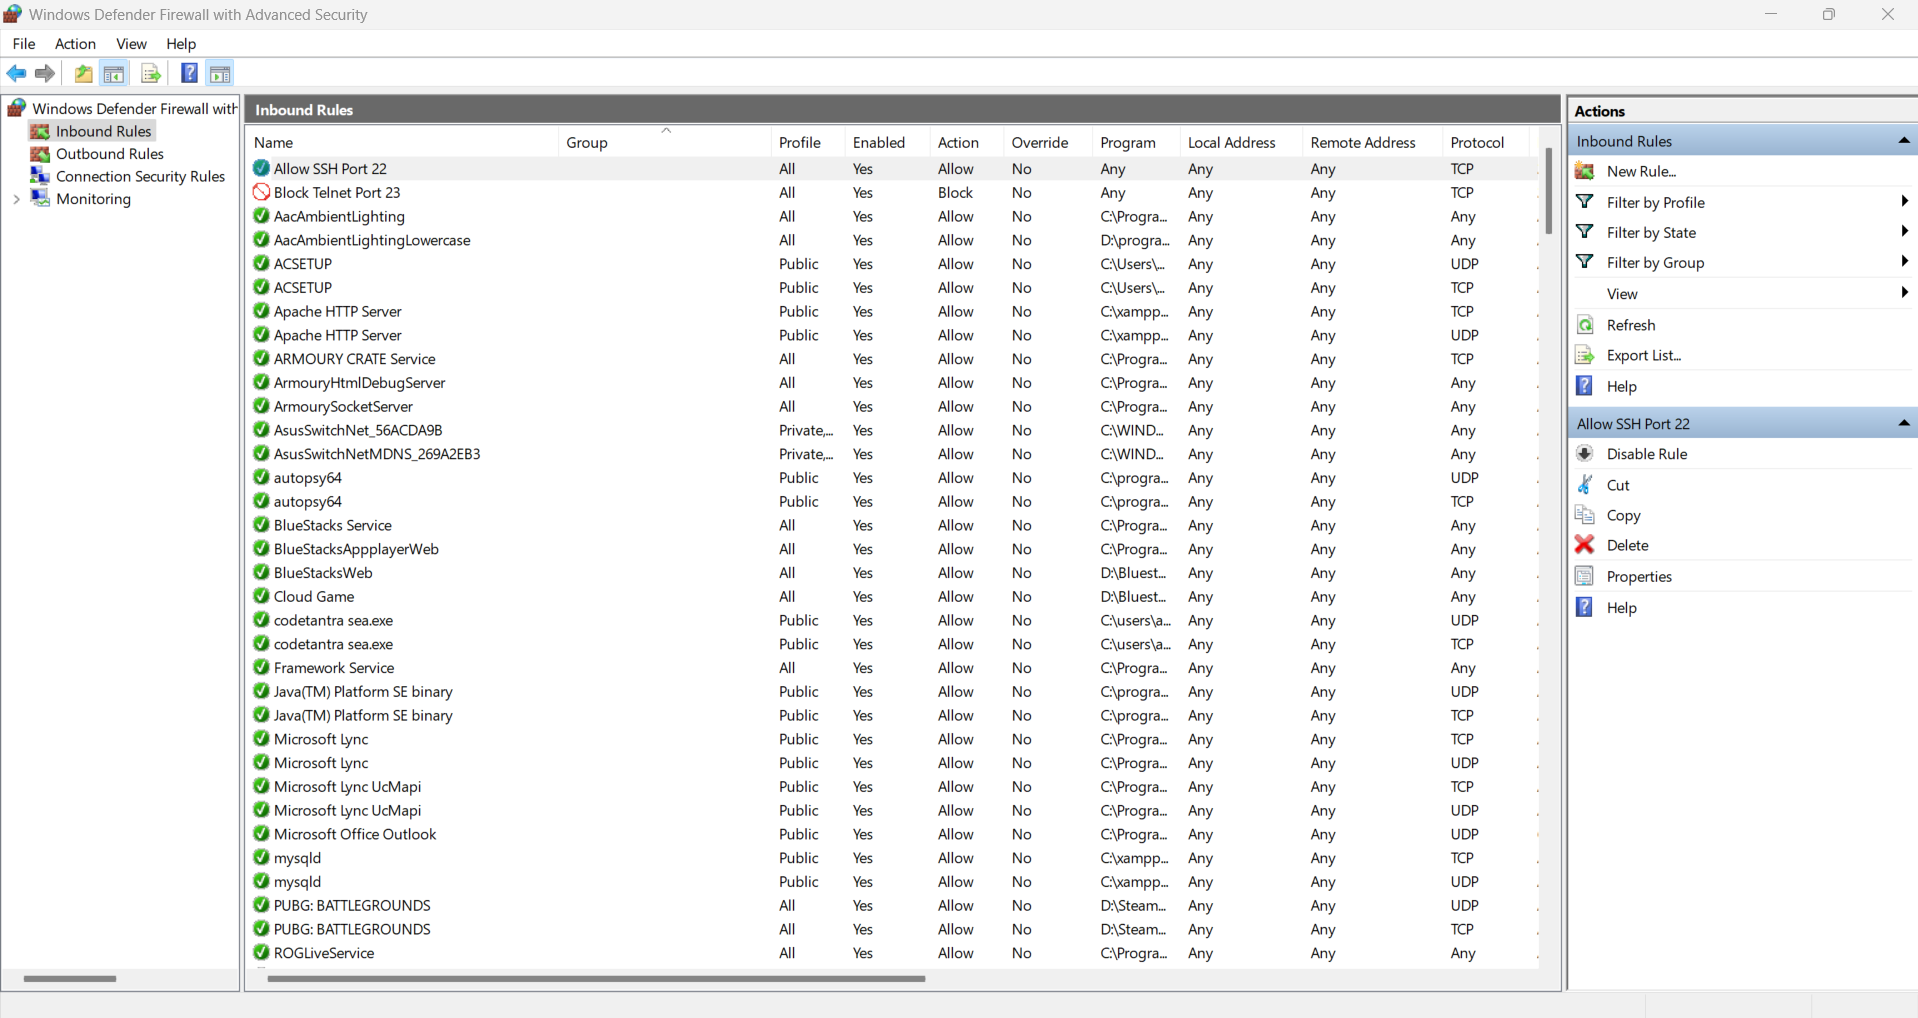 Windows Defender Firewall with Advanced Security
File Action View Help
Windows Defender Firewall with
Inbound Rules
Outbound Rules
Connection Security Rules
Monitoring
Inbound Rules
Name Group Profile Enabled Action Override Program Local Address Remote Address Protocol
Allow SSH Port 22 All Yes Allow No Any Any Any TCP
Block Telnet Port 23 All Yes Block No Any Any Any TCP
AacAmbientLighting All Yes Allow No C:\Progra... Any Any Any
AacAmbientLightingLowercase All Yes Allow No D:\progra... Any Any Any
ACSETUP Public Yes Allow No C:\Users\... Any Any UDP
ACSETUP Public Yes Allow No C:\Users\... Any Any TCP
Apache HTTP Server Public Yes Allow No C:\xampp... Any Any TCP
Apache HTTP Server Public Yes Allow No C:\xampp... Any Any UDP
ARMOURY CRATE Service All Yes Allow No C:\Progra... Any Any TCP
ArmouryHtmlDebugServer All Yes Allow No C:\Progra... Any Any Any
ArmourySocketServer All Yes Allow No C:\Progra... Any Any Any
AsusSwitchNet_56ACDA9B Private,... Yes Allow No C:\WIND... Any Any Any
AsusSwitchNetMDNS_269A2EB3 Private,... Yes Allow No C:\WIND... Any Any Any
autopsy64 Public Yes Allow No C:\progra... Any Any UDP
autopsy64 Public Yes Allow No C:\progra... Any Any TCP
BlueStacks Service All Yes Allow No C:\Progra... Any Any Any
BlueStacksAppplayerWeb All Yes Allow No C:\Progra... Any Any Any
BlueStacksWeb All Yes Allow No D:\Bluest... Any Any Any
Cloud Game All Yes Allow No D:\Bluest... Any Any Any
codetantra sea.exe Public Yes Allow No C:\users\a... Any Any UDP
codetantra sea.exe Public Yes Allow No C:\users\a... Any Any TCP
Framework Service All Yes Allow No C:\Progra... Any Any Any
Java(TM) Platform SE binary Public Yes Allow No C:\progra... Any Any UDP
Java(TM) Platform SE binary Public Yes Allow No C:\progra... Any Any TCP
Microsoft Lync Public Yes Allow No C:\Progra... Any Any TCP
Microsoft Lync Public Yes Allow No C:\Progra... Any Any UDP
Microsoft Lync UcMapi Public Yes Allow No C:\Progra... Any Any TCP
Microsoft Lync UcMapi Public Yes Allow No C:\Progra... Any Any UDP
Microsoft Office Outlook Public Yes Allow No C:\Progra... Any Any UDP
mysqld Public Yes Allow No C:\xampp... Any Any TCP
mysqld Public Yes Allow No C:\xampp... Any Any UDP
PUBG: BATTLEGROUNDS All Yes Allow No D:\Steam... Any Any UDP
PUBG: BATTLEGROUNDS All Yes Allow No D:\Steam... Any Any TCP
ROGLiveService All Yes Allow No C:\Progra... Any Any Any
Actions
Inbound Rules
New Rule...
Filter by Profile
Filter by State
Filter by Group
View
Refresh
Export List...
Help
Allow SSH Port 22
Disable Rule
Cut
Copy
Delete
Properties
Help